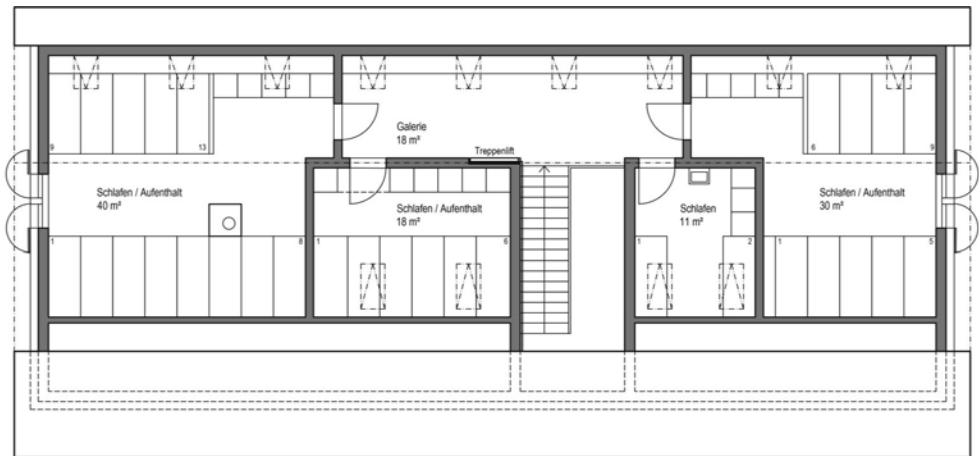 Galerie
18 m²
Treppenlift
9
13
6
9
Schlafen / Aufenthalt
40 m²
Schlafen / Aufenthalt
18 m²
Schlafen
11 m²
Schlafen / Aufenthalt
30 m²
1
8
1
6
1
2
1
5